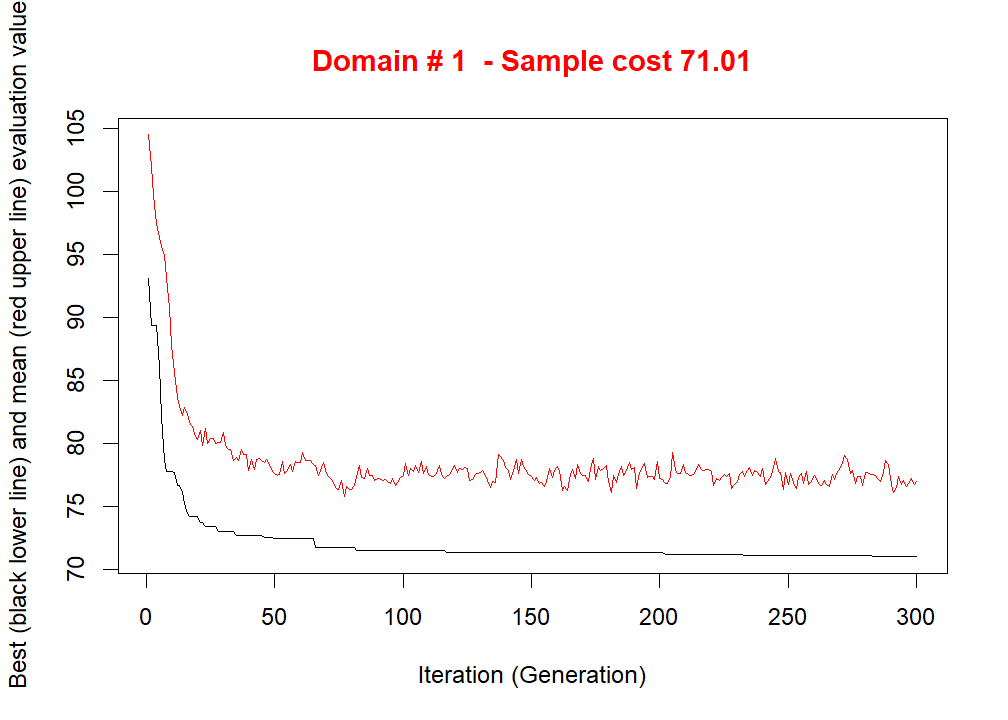 Domain # 1  - Sample cost 71.01
Best (black lower line) and mean (red upper line) evaluation value
105
100
95
90
85
80
75
70
0 50 100 150 200 250 300
Iteration (Generation)